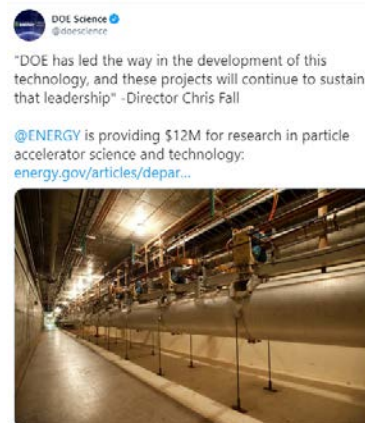 DOE Science
@doescience
"DOE has led the way in the development of this
technology, and these projects will continue to sustain
that leadership" -Director Chris Fall
@ENERGY is providing $12M for research in particle
accelerator science and technology:
energy.gov/articles/depar...